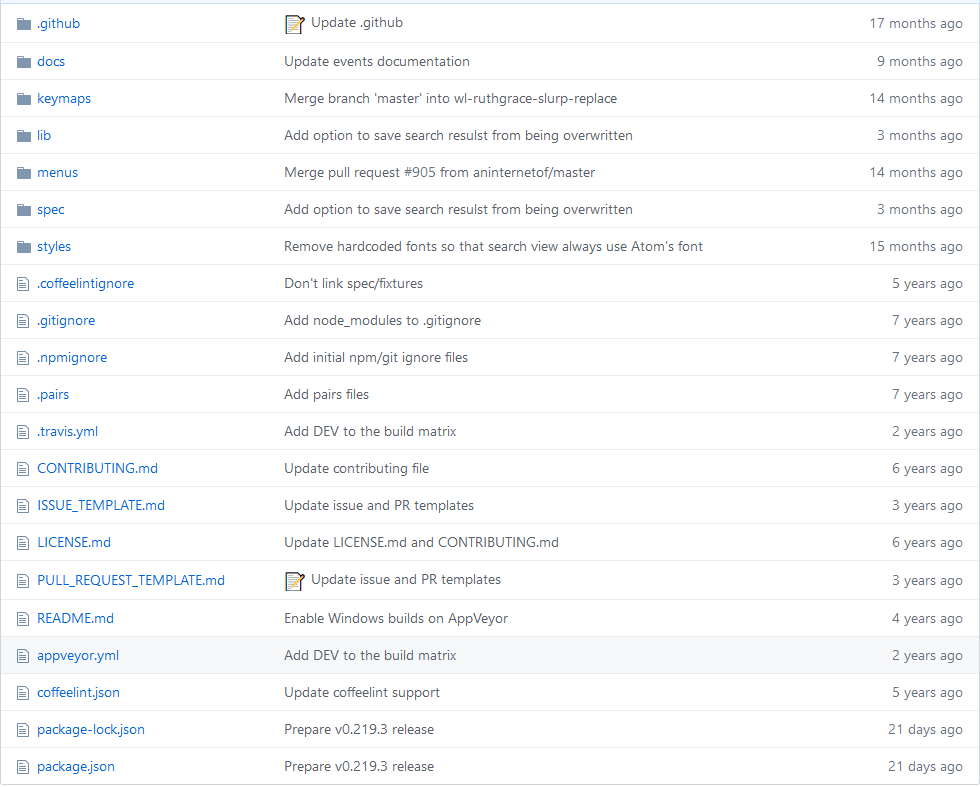 .github 📝 Update .github 17 months ago
docs Update events documentation 9 months ago
keymaps Merge branch 'master' into wl-ruthgrace-slurp-replace 14 months ago
lib Add option to save search resulst from being overwritten 3 months ago
menus Merge pull request #905 from aninternetof/master 14 months ago
spec Add option to save search resulst from being overwritten 3 months ago
styles Remove hardcoded fonts so that search view always use Atom’s font 15 months ago
.coffeelintignore Don't link spec/fixtures 5 years ago
.gitignore Add node_modules to .gitignore 7 years ago
.npmignore Add initial npm/git ignore files 7 years ago
.pairs Add pairs files 7 years ago
.travis.yml Add DEV to the build matrix 2 years ago
CONTRIBUTING.md Update contributing file 6 years ago
ISSUE_TEMPLATE.md Update issue and PR templates 3 years ago
LICENSE.md Update LICENSE.md and CONTRIBUTING.md 6 years ago
PULL_REQUEST_TEMPLATE.md 📝 Update issue and PR templates 3 years ago
README.md Enable Windows builds on AppVeyor 4 years ago
appveyor.yml Add DEV to the build matrix 2 years ago
coffeelint.json Update coffeelint support 5 years ago
package-lock.json Prepare v0.219.3 release 21 days ago
package.json Prepare v0.219.3 release 21 days ago